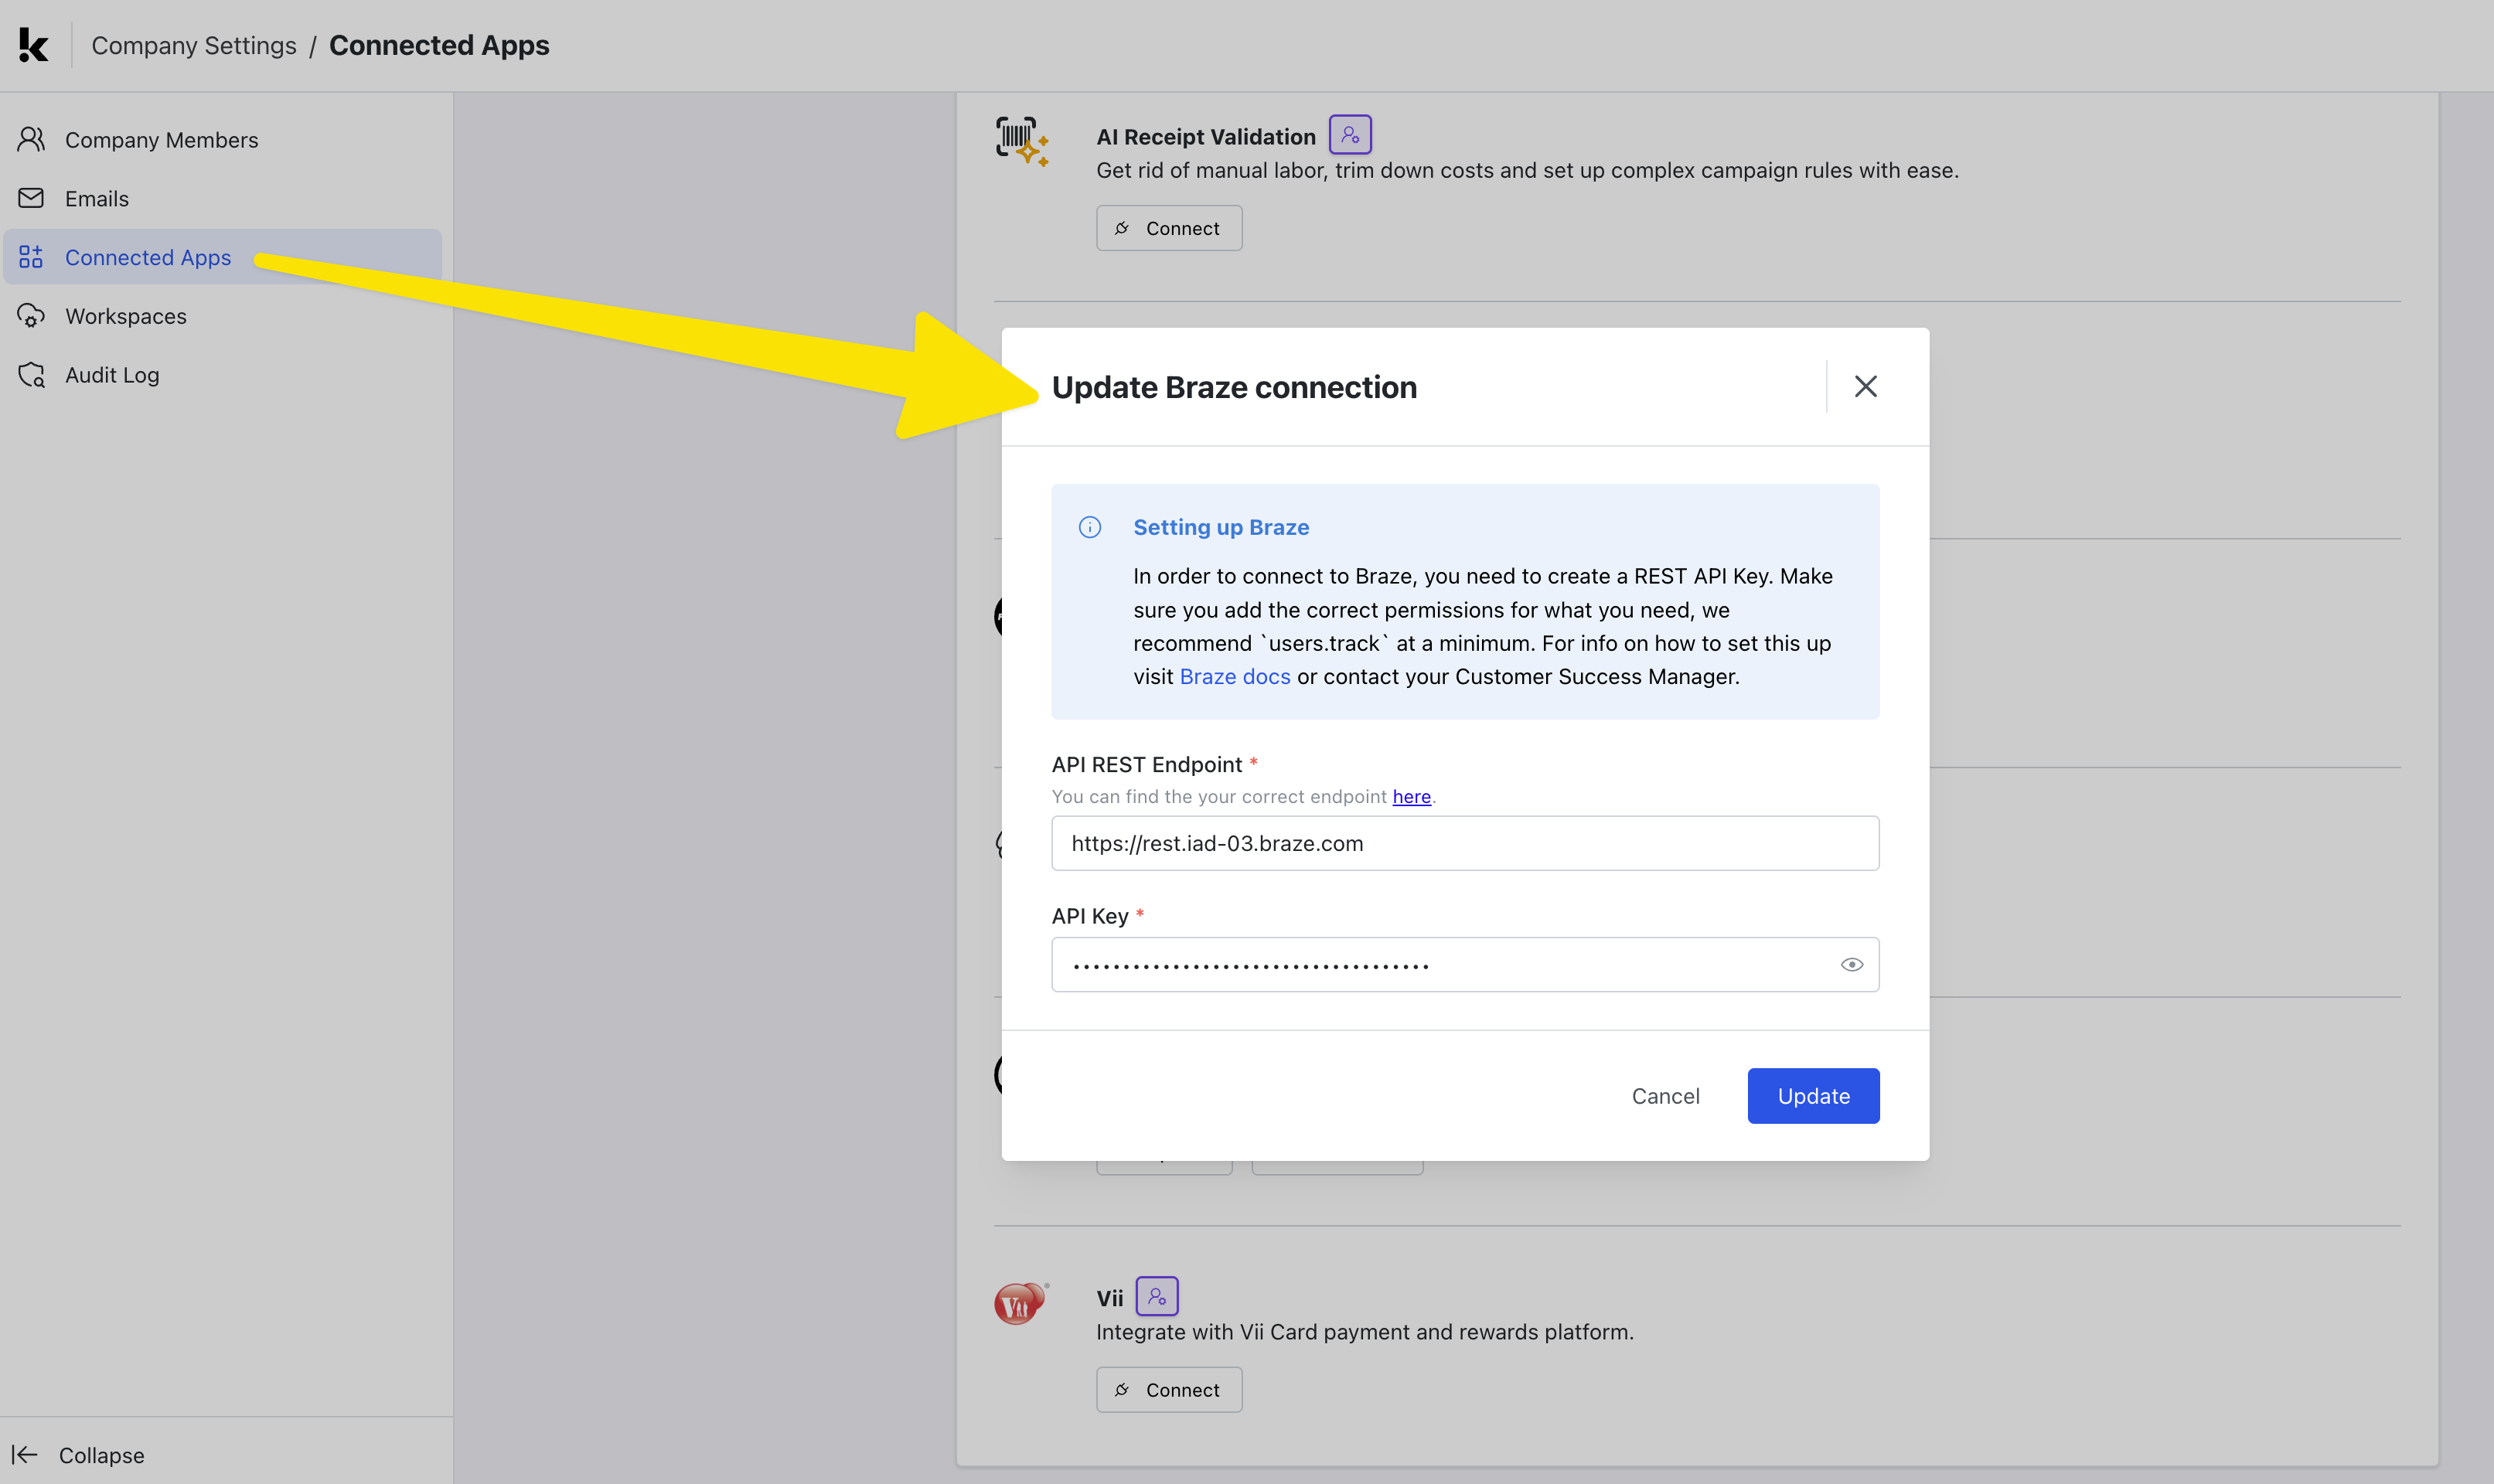 Company Settings / Connected Apps
Company Members
Emails
Connected Apps
Workspaces
Audit Log
Collapse
AI Receipt Validation
Get rid of manual labor, trim down costs and set up complex campaign rules with ease.
Connect
Update Braze connection
Setting up Braze
In order to connect to Braze, you need to create a REST API Key. Make
sure you add the correct permissions for what you need, we
recommend `users.track` at a minimum. For info on how to set this up
visit Braze docs or contact your Customer Success Manager.
API REST Endpoint *
You can find the your correct endpoint here.
https://rest.iad-03.braze.com
API Key *
Cancel
Update
Vii
Vii
Integrate with Vii Card payment and rewards platform.
Connect